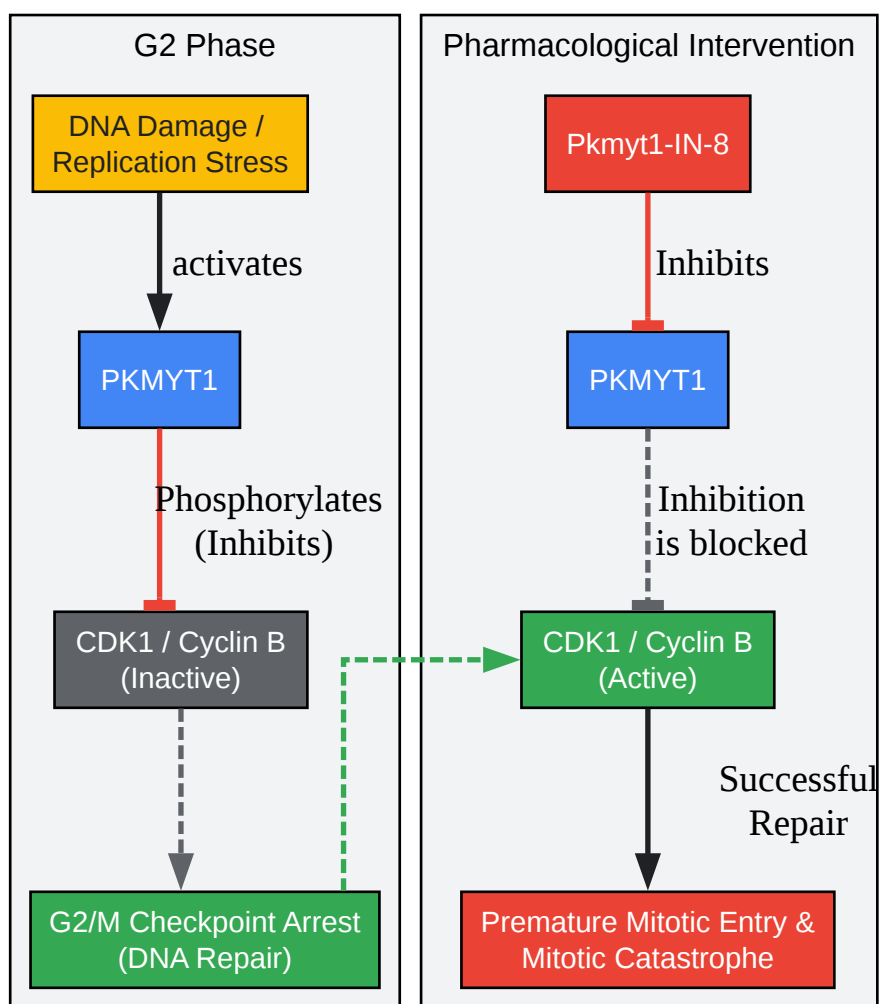 G2 Phase
DNA Damage /
Replication Stress
activates
PKMYT1
Phosphorylates
(Inhibits)
CDK1 / Cyclin B
(Inactive)
G2/M Checkpoint Arrest
(DNA Repair)
Pharmacological Intervention
Pkmyt1-IN-8
Inhibits
PKMYT1
Inhibition
is blocked
CDK1 / Cyclin B
(Active)
Successful
Repair
Premature Mitotic Entry &
Mitotic Catastrophe